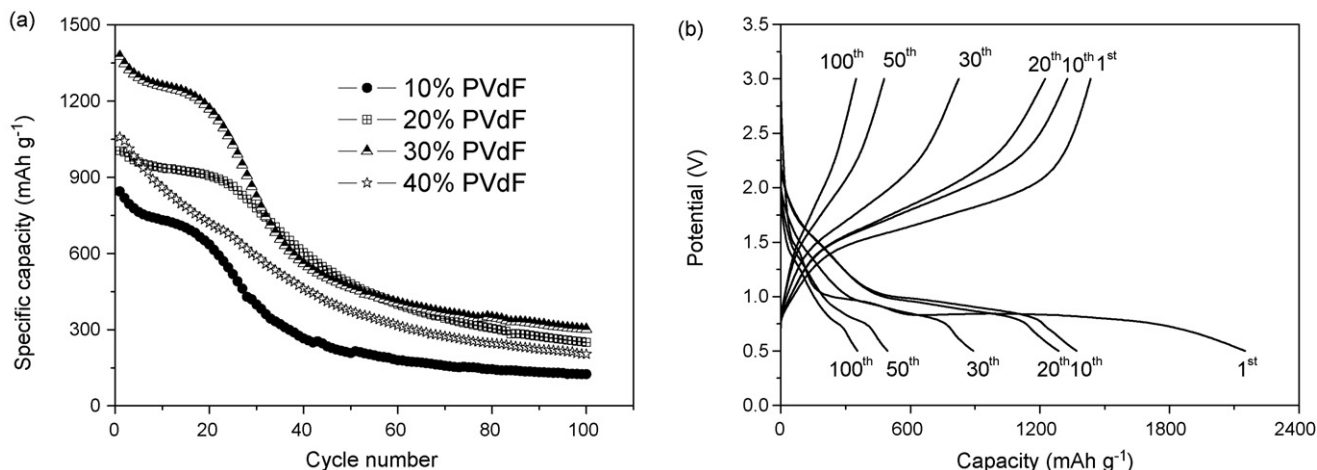 (a)
1500
1200
900
600
300
0
Specific capacity (mAh g⁻¹)
10% PVdF
20% PVdF
30% PVdF
40% PVdF
0 20 40 60 80 100
Cycle number
(b)
3.5
3.0
2.5
2.0
1.5
1.0
0.5
0.0
Potential (V)
100ᵗʰ 50ᵗʰ 30ᵗʰ 20ᵗʰ 10ᵗʰ 1ˢᵗ
100ᵗʰ 50ᵗʰ 30ᵗʰ 20ᵗʰ 10ᵗʰ 1ˢᵗ
0 600 1200 1800 2400
Capacity (mAh g⁻¹)